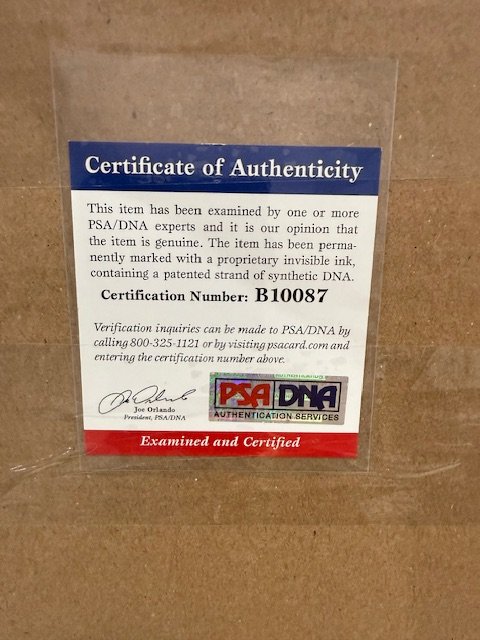 Certificate of Authenticity
This item has been examined by one or more
PSA/DNA experts and it is our opinion that
the item is genuine. The item has been perma-
nently marked with a proprietary invisible ink,
containing a patented strand of synthetic DNA.
Certification Number: B10087
Verification inquiries can be made to PSA/DNA by
calling 800-325-1121 or by visiting psacard.com and
entering the certification number above.
Joe Orlando
President, PSA/DNA
PSA DNA
AUTHENTICATION SERVICES
Examined and Certified